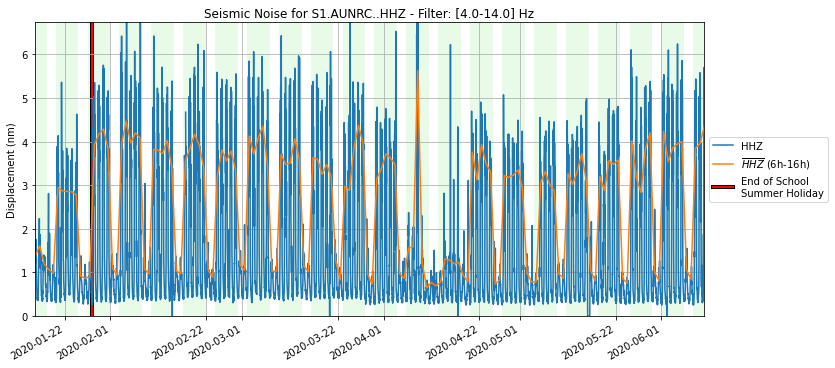 Seismic Noise for S1.AUNRC..HHZ - Filter: [4.0-14.0] Hz
Displacement (nm)
6
5
4
3
2
1
0
2020-01-22
2020-02-01
2020-02-22
2020-03-01
2020-03-22
2020-04-01
2020-04-22
2020-05-01
2020-05-22
2020-06-01
HHZ
HHZ (6h-16h)
End of School
Summer Holiday